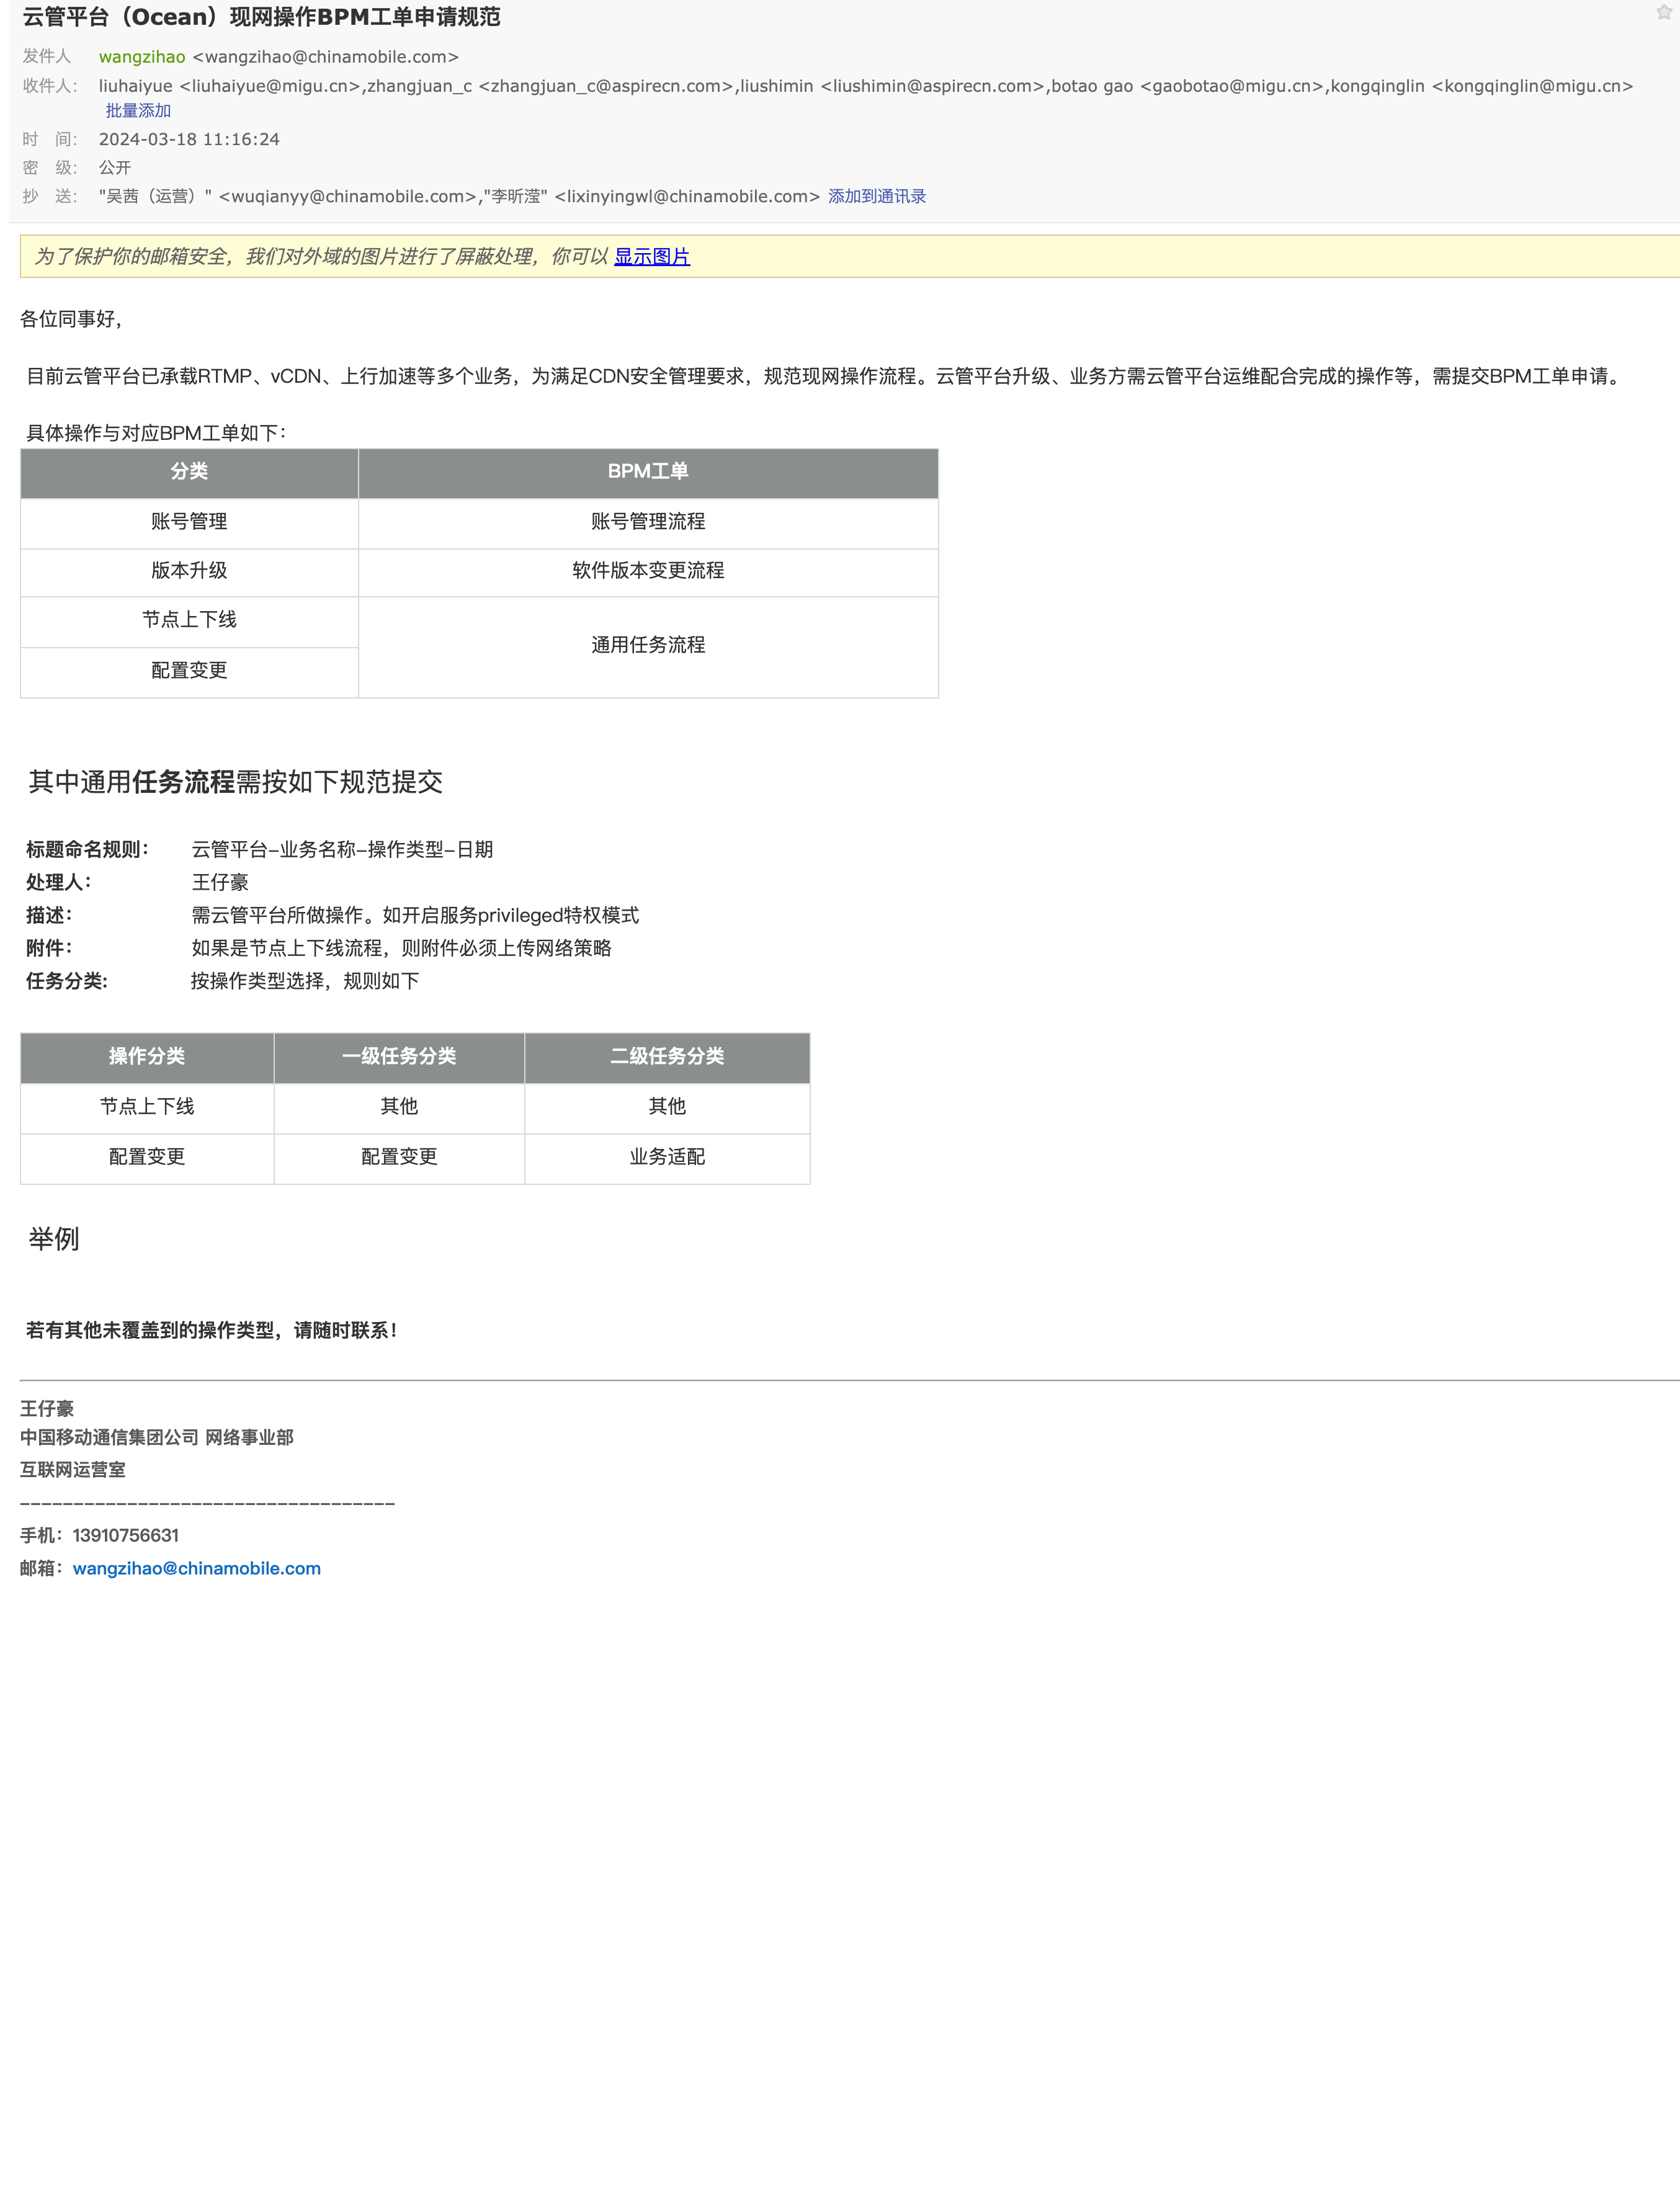 云管平台（Ocean）现网操作BPM工单申请规范
发件人 wangzihao <wangzihao@chinamobile.com>
收件人： liuhaiyue <liuhaiyue@migu.cn>,zhangjuan_c <zhangjuan_c@aspirecn.com>,liushimin <liushimin@aspirecn.com>,botao gao <gaobotao@migu.cn>,kongqinglin <kongqinglin@migu.cn>
批量添加
时 间： 2024-03-18 11:16:24
密 级： 公开
抄 送： "吴茜（运营）" <wuqianyy@chinamobile.com>,"李昕滢" <lixinyingwl@chinamobile.com> 添加到通讯录
为了保护你的邮箱安全，我们对外域的图片进行了屏蔽处理，你可以 显示图片
各位同事好，
目前云管平台已承载RTMP、vCDN、上行加速等多个业务，为满足CDN安全管理要求，规范现网操作流程。云管平台升级、业务方需云管平台运维配合完成的操作等，需提交BPM工单申请。
具体操作与对应BPM工单如下：
分类 BPM工单
账号管理 账号管理流程
版本升级 软件版本变更流程
节点上下线
通用任务流程
配置变更
其中通用任务流程需按如下规范提交
标题命名规则： 云管平台–业务名称–操作类型–日期
处理人： 王仔豪
描述： 需云管平台所做操作。如开启服务privileged特权模式
附件： 如果是节点上下线流程，则附件必须上传网络策略
任务分类: 按操作类型选择，规则如下
操作分类 一级任务分类 二级任务分类
节点上下线 其他 其他
配置变更 配置变更 业务适配
举例
若有其他未覆盖到的操作类型，请随时联系！
王仔豪
中国移动通信集团公司 网络事业部
互联网运营室
-----------------------------------
手机：13910756631
邮箱：wangzihao@chinamobile.com